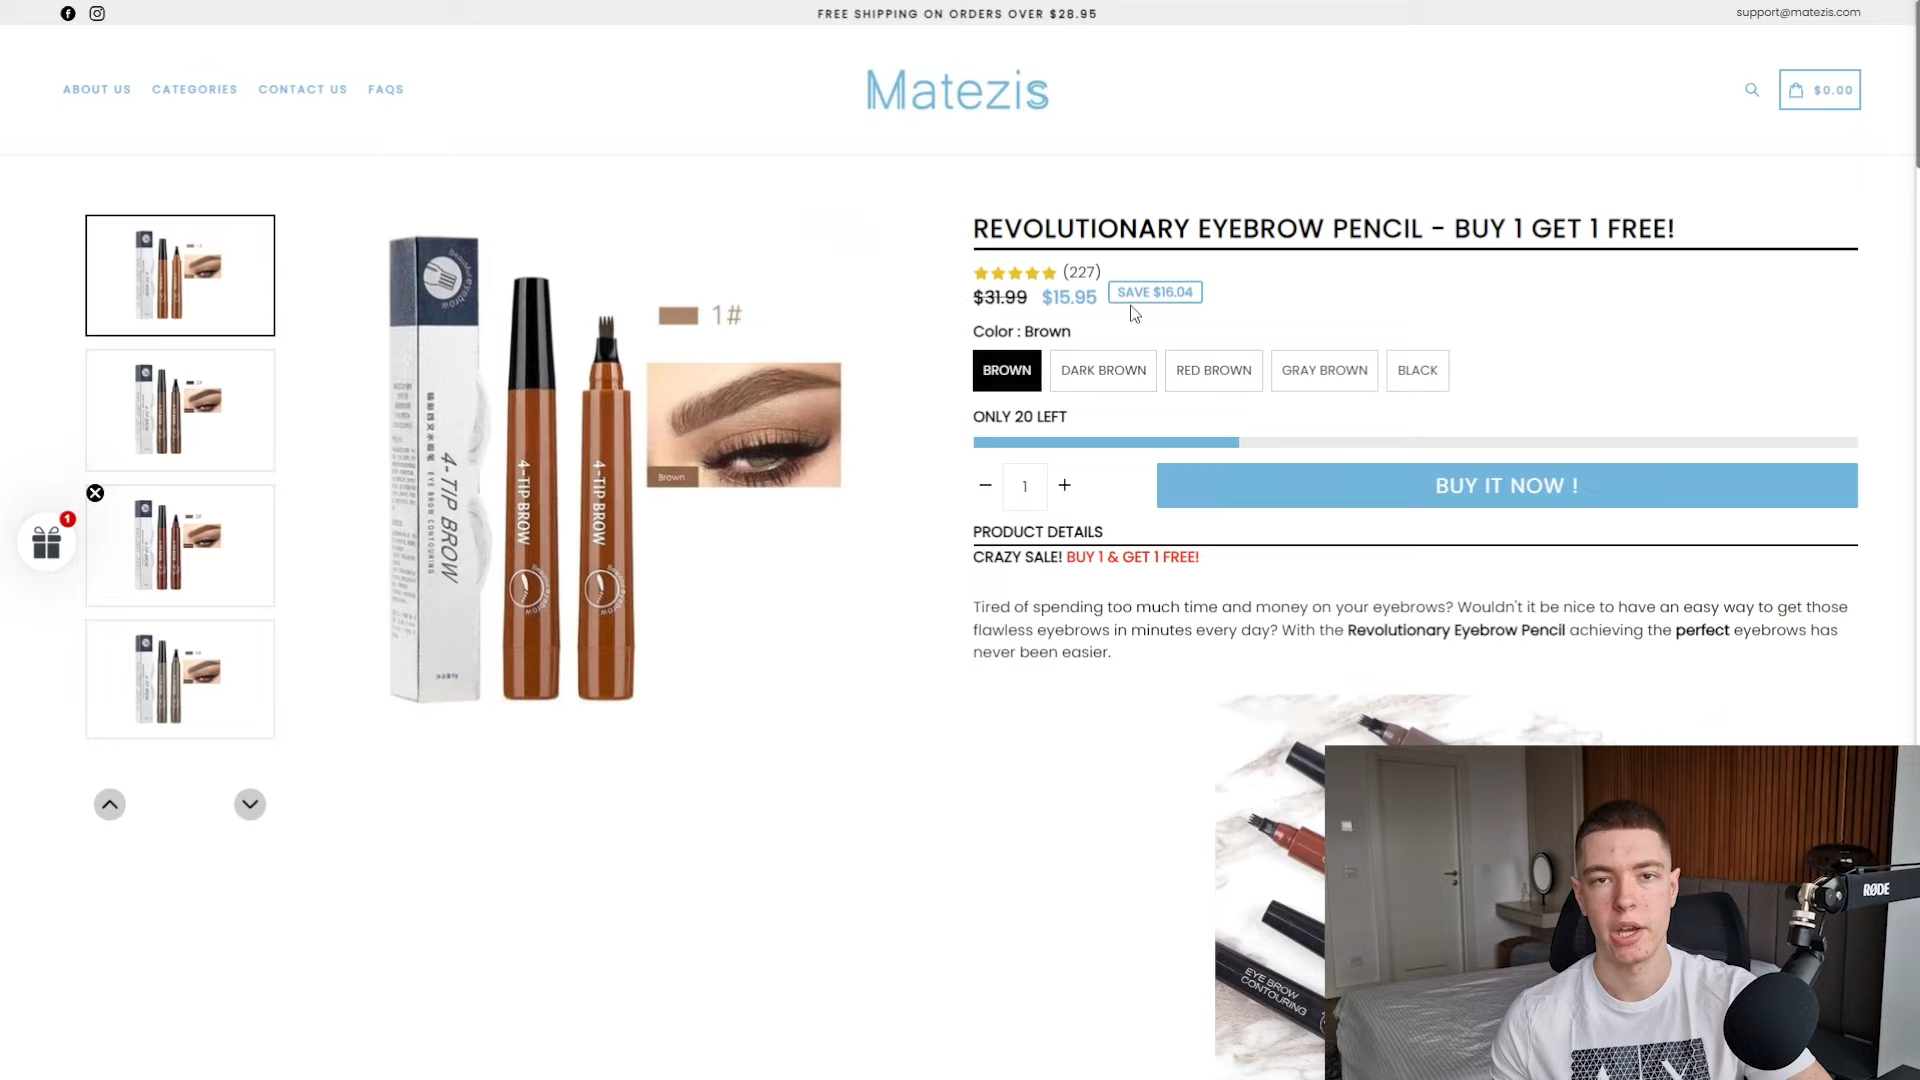 FREE SHIPPING ON ORDERS OVER $28.95
support@matezis.com
ABOUT US
CATEGORIES
CONTACT US
FAQS
Matezis
$0.00
REVOLUTIONARY EYEBROW PENCIL - BUY 1 GET 1 FREE!
(227)
$31.99 $15.95 SAVE $16.04
Color : Brown
BROWN
DARK BROWN
RED BROWN
GRAY BROWN
BLACK
ONLY 20 LEFT
− 1 +
BUY IT NOW !
PRODUCT DETAILS
CRAZY SALE! BUY 1 & GET 1 FREE!
Tired of spending too much time and money on your eyebrows? Wouldn't it be nice to have an easy way to get those
flawless eyebrows in minutes every day? With the Revolutionary Eyebrow Pencil achieving the perfect eyebrows has
never been easier.
1#
Brown
4-TIP BROW
EYE BROW CONTOURING
4-TIP BROW
4-TIP BROW
1
EYE BROW
CONTOURING
RØDE